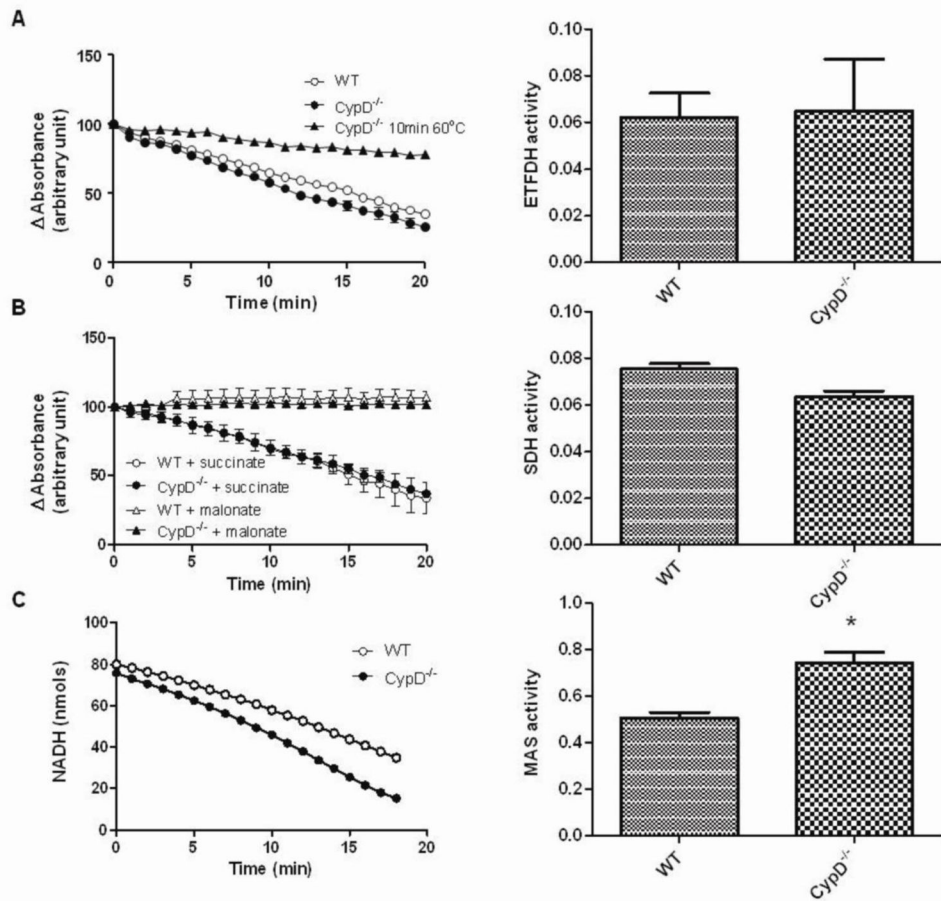 A
150
100
50
0
0 5 10 15 20
Time (min)
Δ Absorbance
(arbitrary unit)
WT
CypD⁻/⁻
CypD⁻/⁻ 10min 60°C
0.10
0.08
0.06
0.04
0.02
0.00
ETFDH activity
WT
CypD⁻/⁻
B
150
100
50
0
0 5 10 15 20
Time (min)
Δ Absorbance
(arbitrary unit)
WT + succinate
CypD⁻/⁻ + succinate
WT + malonate
CypD⁻/⁻ + malonate
0.10
0.08
0.06
0.04
0.02
0.00
SDH activity
WT
CypD⁻/⁻
C
100
80
60
40
20
0
0 5 10 15 20
Time (min)
NADH (nmols)
WT
CypD⁻/⁻
1.0
0.8
0.6
0.4
0.2
0.0
MAS activity
*
WT
CypD⁻/⁻